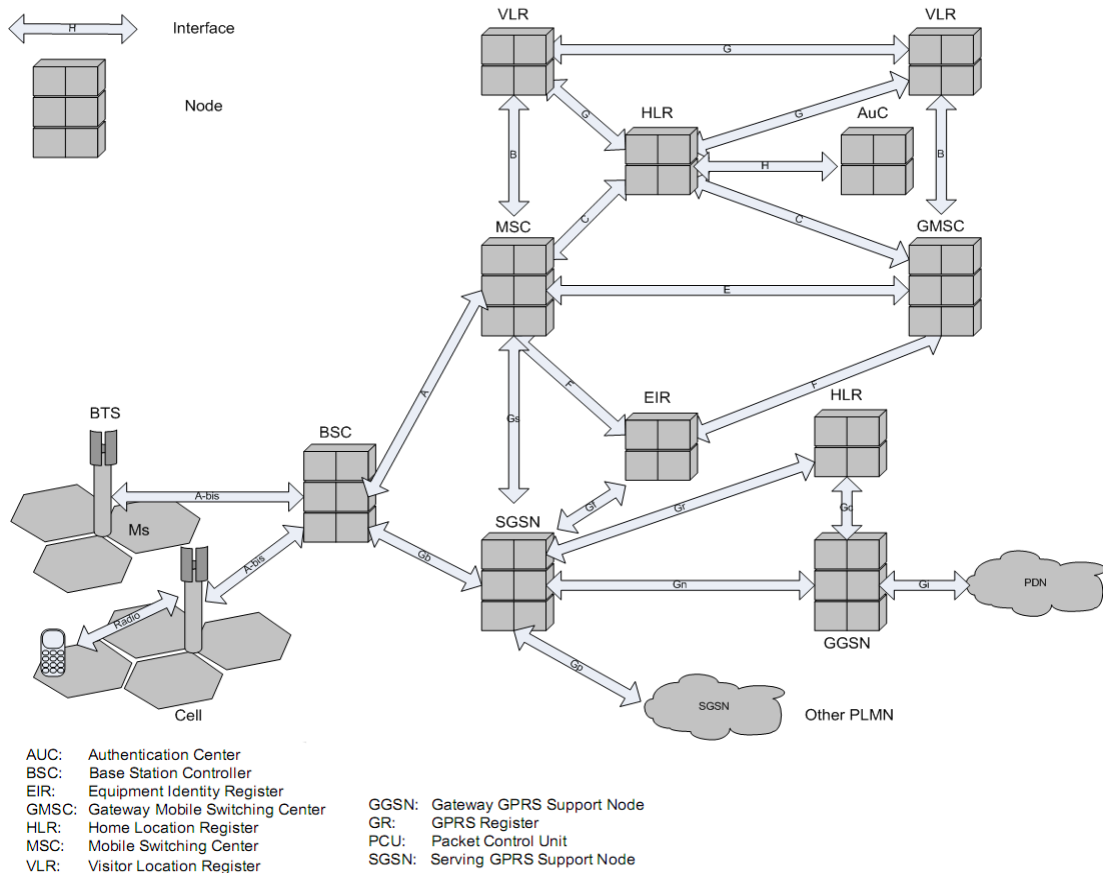 H Interface
Node
VLR
VLR
G
G
G
HLR
AuC
H
B
B
C
C
MSC
GMSC
E
A
F
F
Gs
EIR
HLR
BTS
BSC
A-bis
Ms
A-bis
Gb
Gf
Gr
Gc
SGSN
Gn
Gi
PDN
GGSN
Radio
Gp
SGSN
Other PLMN
Cell
AUC: Authentication Center
BSC: Base Station Controller
EIR: Equipment Identity Register
GMSC: Gateway Mobile Switching Center
HLR: Home Location Register
MSC: Mobile Switching Center
VLR: Visitor Location Register
GGSN: Gateway GPRS Support Node
GR: GPRS Register
PCU: Packet Control Unit
SGSN: Serving GPRS Support Node